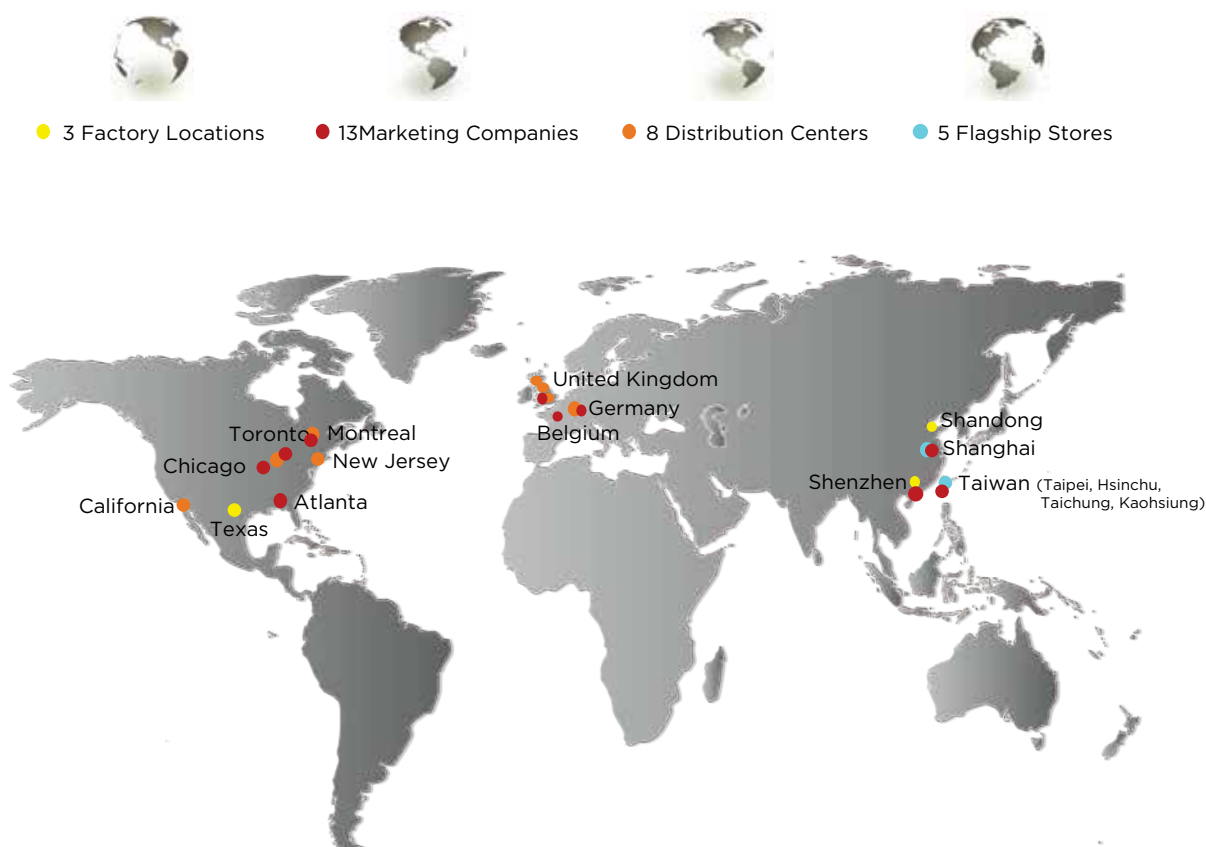 3 Factory Locations
13Marketing Companies
8 Distribution Centers
5 Flagship Stores
United Kingdom
Germany
Belgium
Toronto
Montreal
Chicago
New Jersey
California
Atlanta
Texas
Shandong
Shanghai
Shenzhen
Taiwan (Taipei, Hsinchu,
Taichung, Kaohsiung)